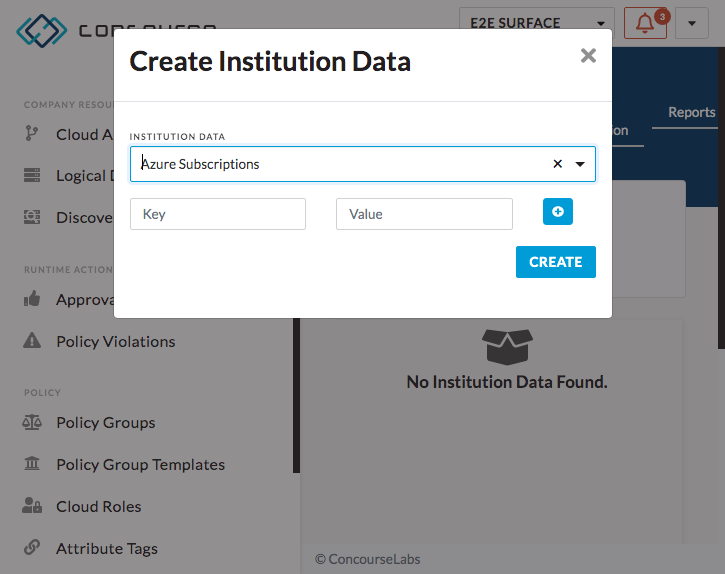 E2E SURFACE
3
Create Institution Data
COMPANY RESOU
Cloud A
Logical D
Discove
RUNTIME ACTION
Approva
Policy Violations
POLICY
Policy Groups
Policy Group Templates
Cloud Roles
Attribute Tags
INSTITUTION DATA
Azure Subscriptions
Key
Value
CREATE
Reports
ion
No Institution Data Found.
© ConcourseLabs